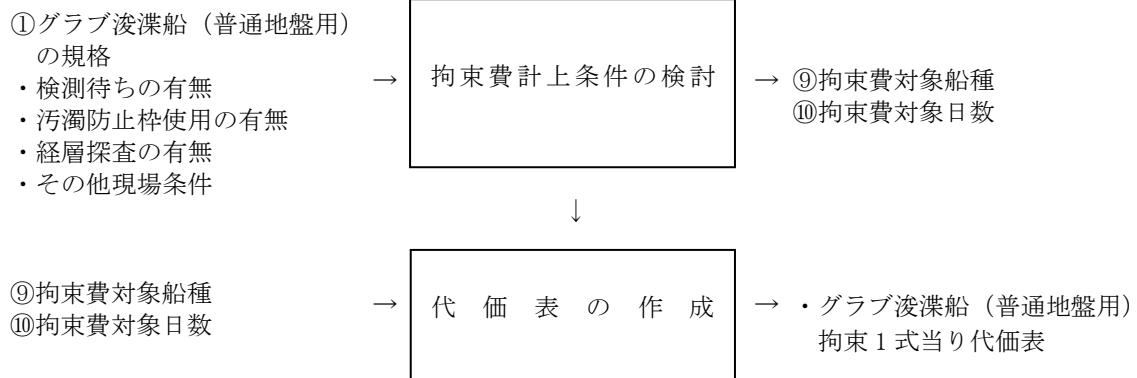 ①グラブ浚渫船（普通地盤用）
の規格
・検測待ちの有無
・汚濁防止枠使用の有無
・経層探査の有無
・その他現場条件
→
拘束費計上条件の検討
→
⑨拘束費対象船種
⑩拘束費対象日数
↓
⑨拘束費対象船種
⑩拘束費対象日数
→
代価表の作成
→
・グラブ浚渫船（普通地盤用）
拘束1式当り代価表